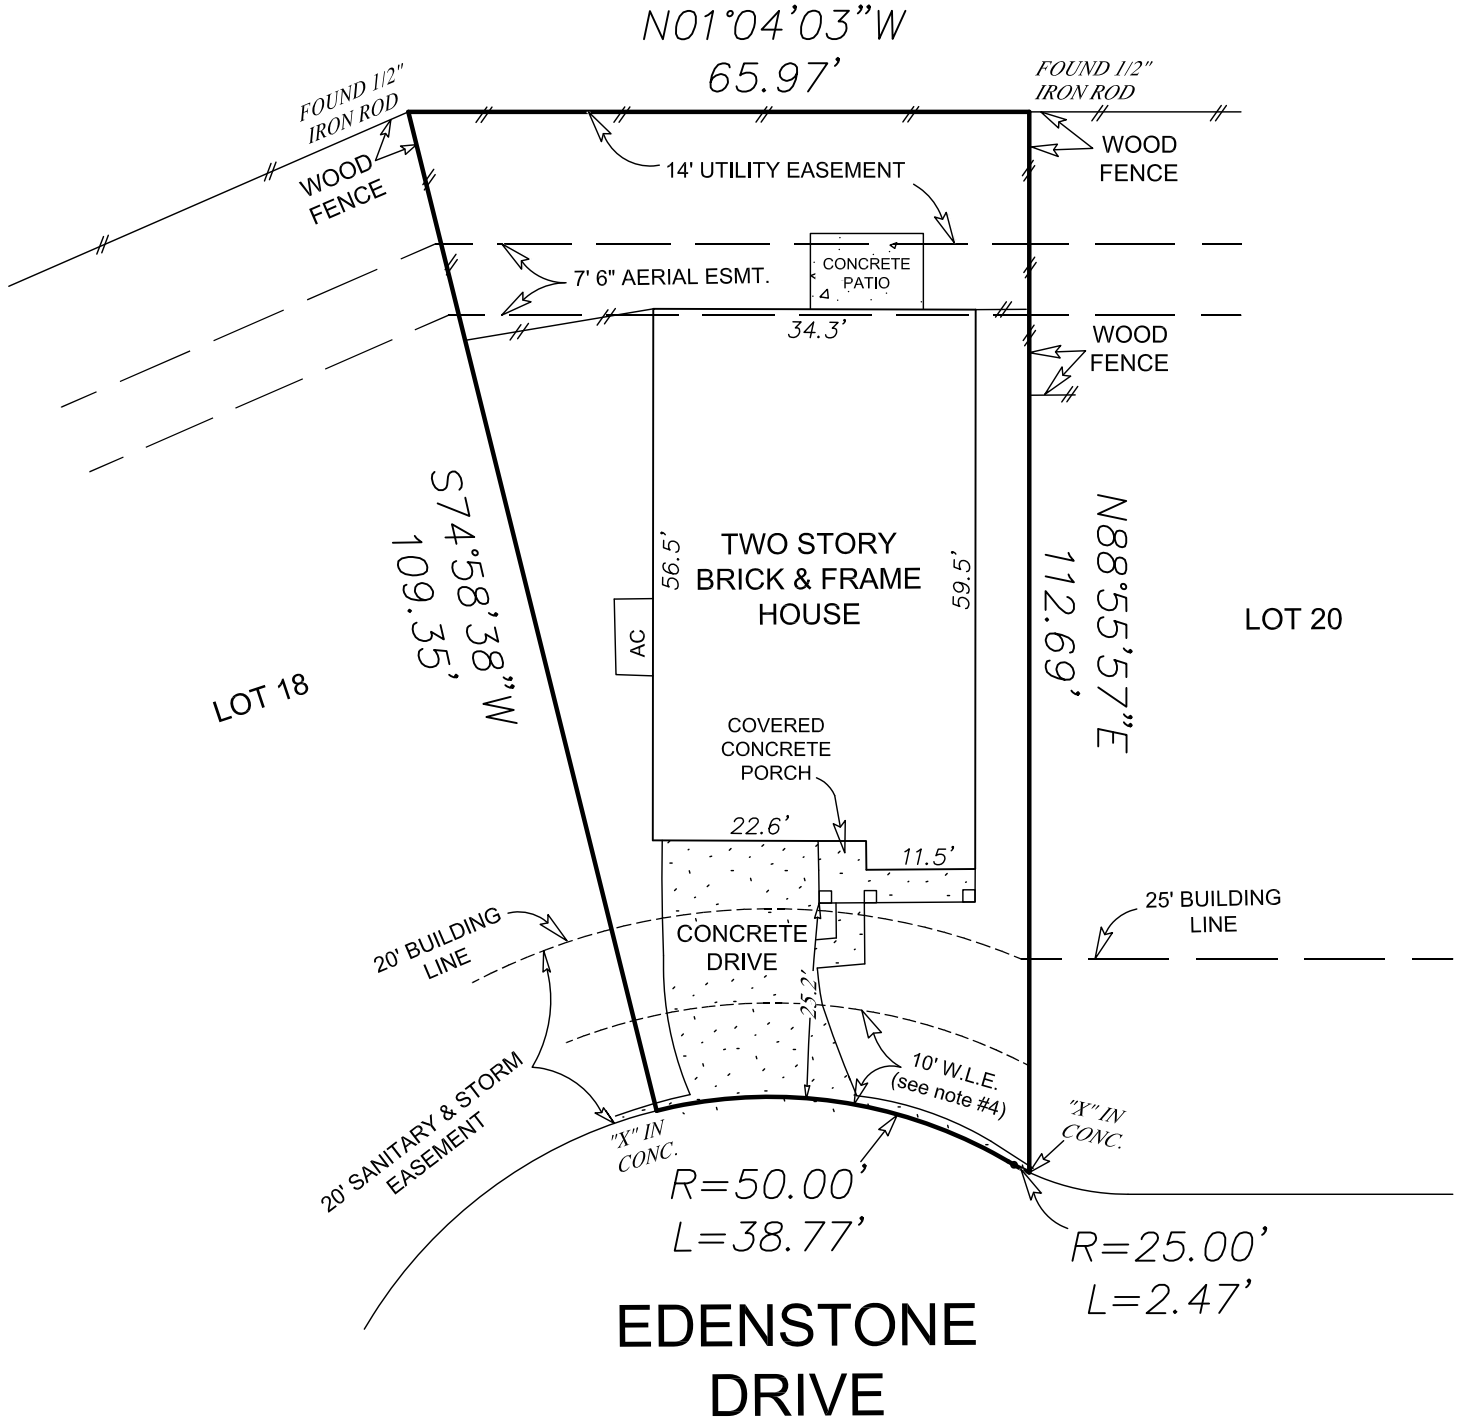 N01°04'03"W
65.97'
FOUND 1/2"
IRON ROD
FOUND 1/2"
IRON ROD
WOOD
FENCE
WOOD
FENCE
14' UTILITY EASEMENT
7' 6" AERIAL ESMT.
CONCRETE
PATIO
34.3'
WOOD
FENCE
S74°58'38"W
109.35'
56.5'
TWO STORY
BRICK & FRAME
HOUSE
59.5'
N88°55'57"E
112.69'
LOT 20
AC
LOT 18
COVERED
CONCRETE
PORCH
22.6'
11.5'
20' BUILDING
LINE
CONCRETE
DRIVE
25' BUILDING
LINE
25.2'
10' W.L.E.
(see note #4)
20' SANITARY & STORM
EASEMENT
"X" IN
CONC.
"X" IN
CONC.
R=50.00'
L=38.77'
R=25.00'
L=2.47'
EDENSTONE
DRIVE